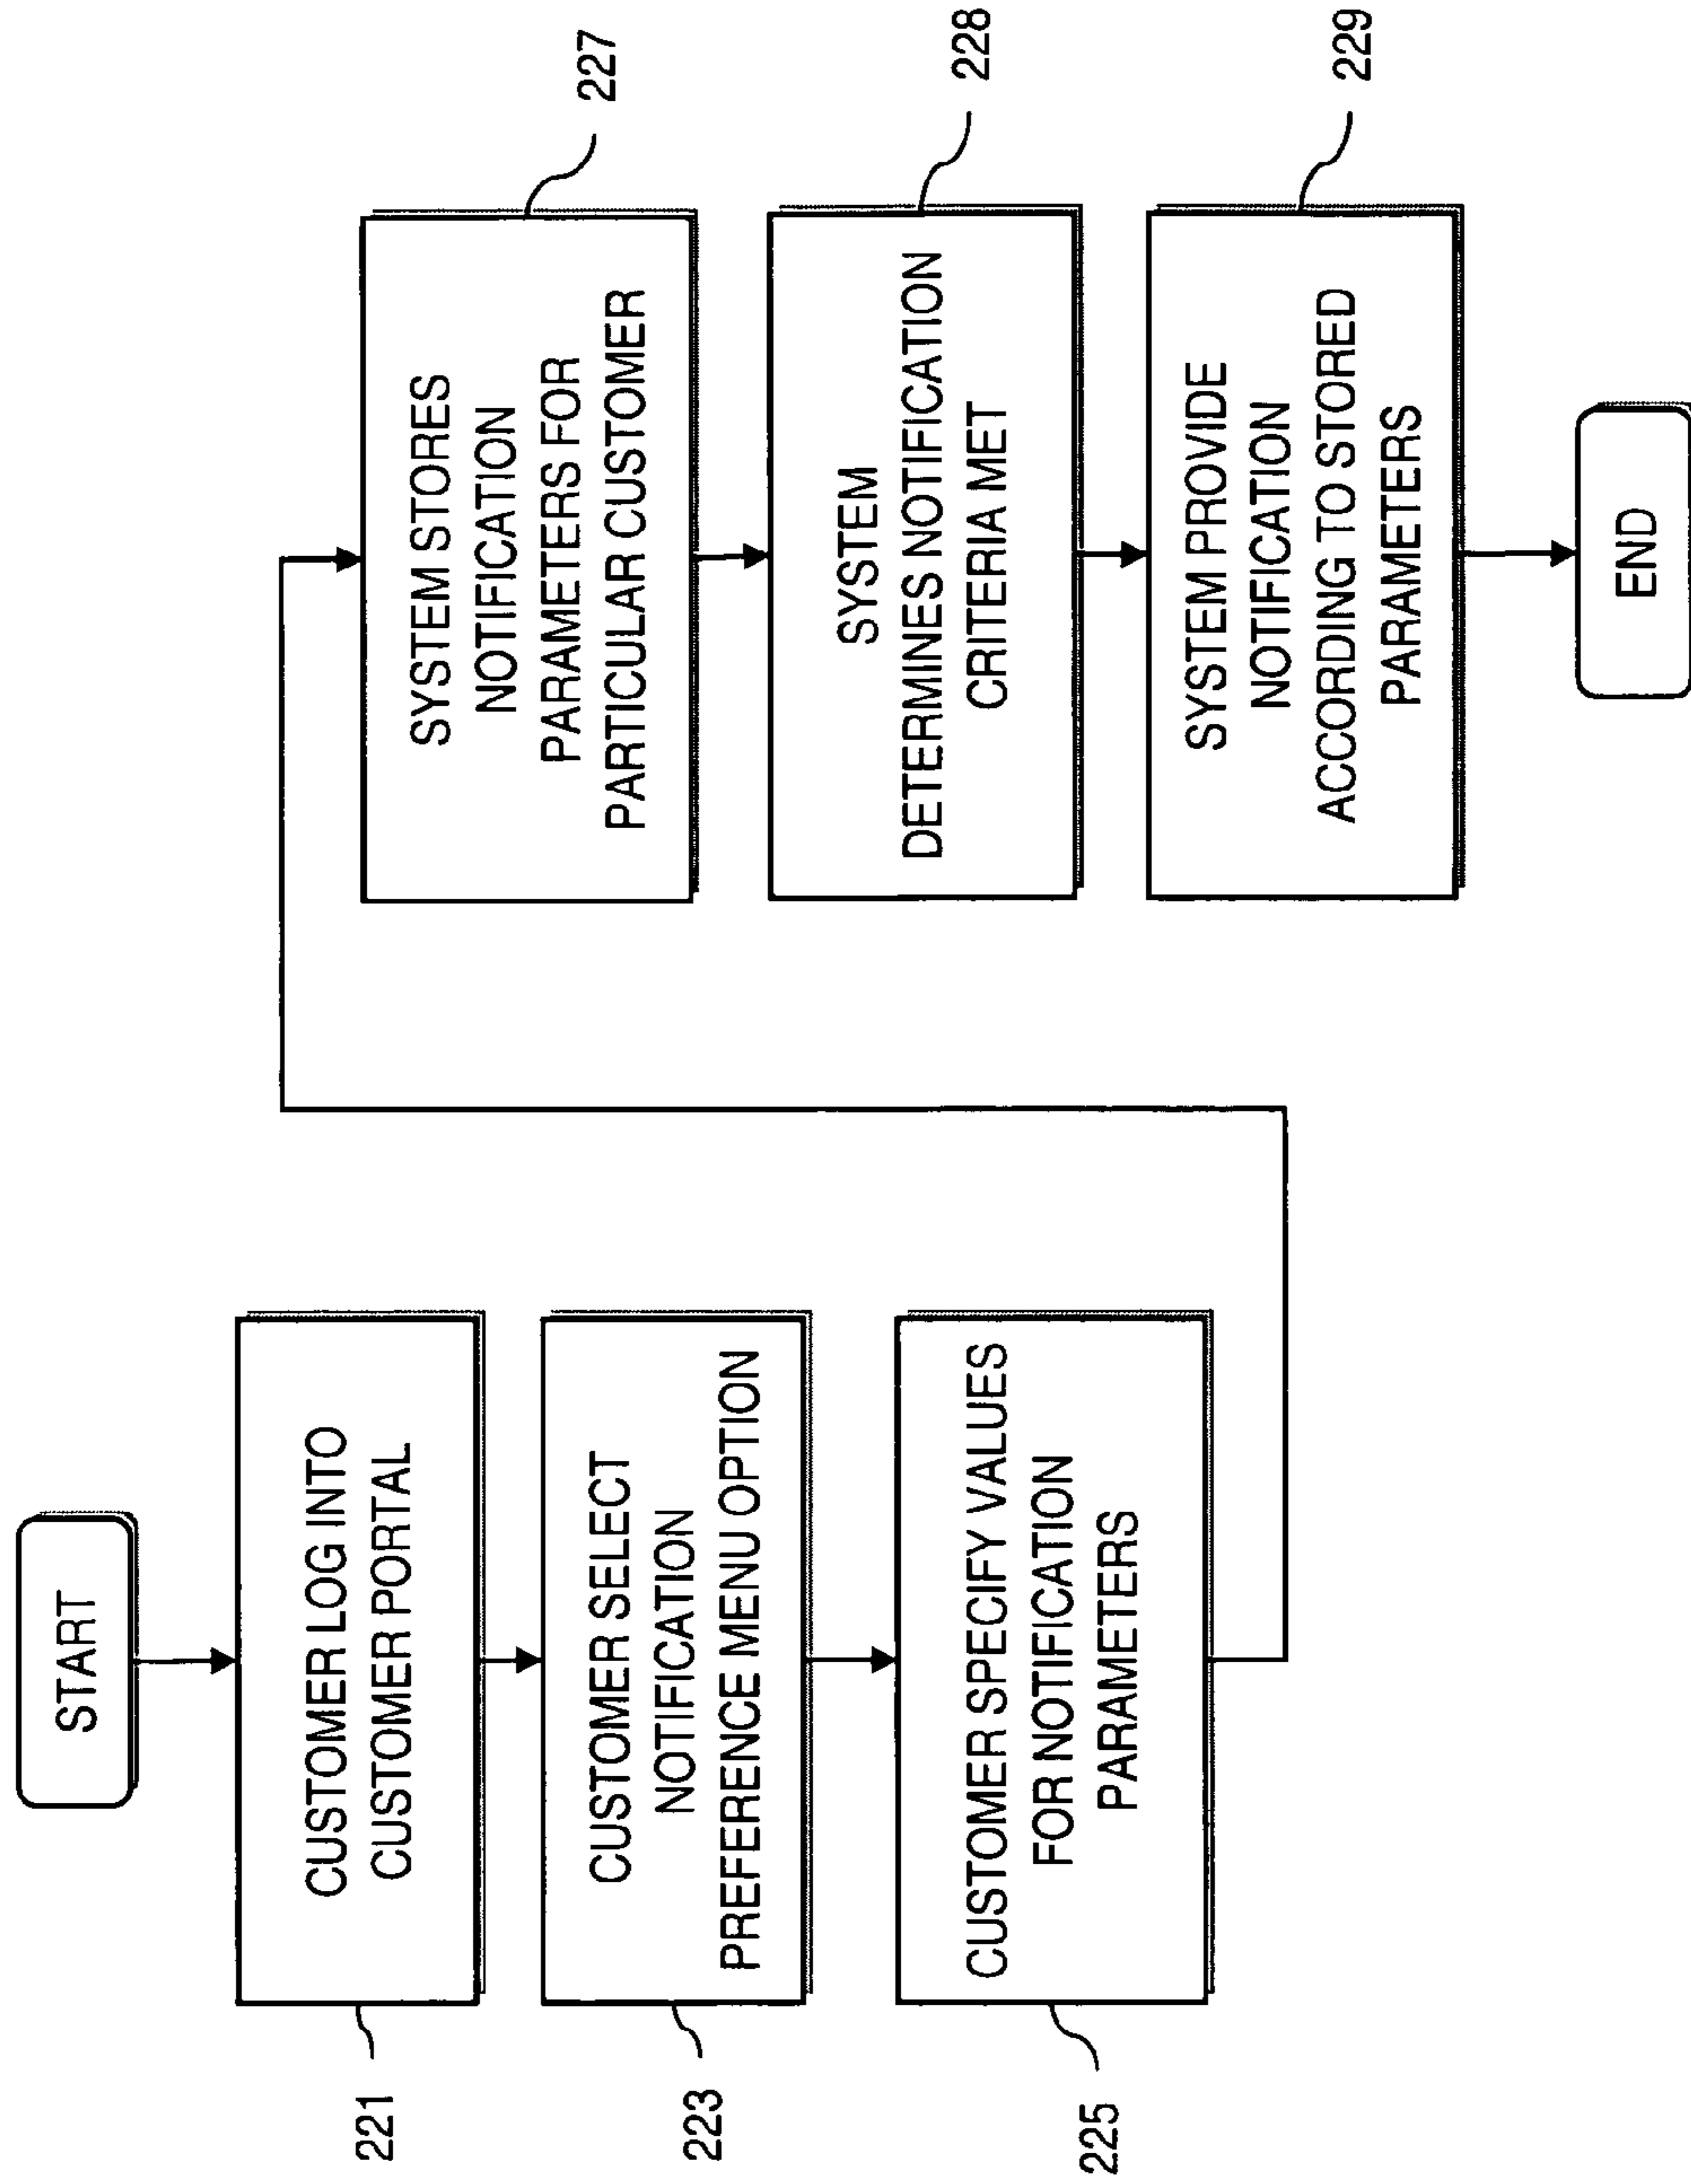 START
CUSTOMER LOG INTO
CUSTOMER PORTAL
221
CUSTOMER SELECT
NOTIFICATION
PREFERENCE MENU OPTION
223
CUSTOMER SPECIFY VALUES
FOR NOTIFICATION
PARAMETERS
225
SYSTEM STORES
NOTIFICATION
PARAMETERS FOR
PARTICULAR CUSTOMER
227
SYSTEM
DETERMINES NOTIFICATION
CRITERIA MET
228
SYSTEM PROVIDE
NOTIFICATION
ACCORDING TO STORED
PARAMETERS
229
END